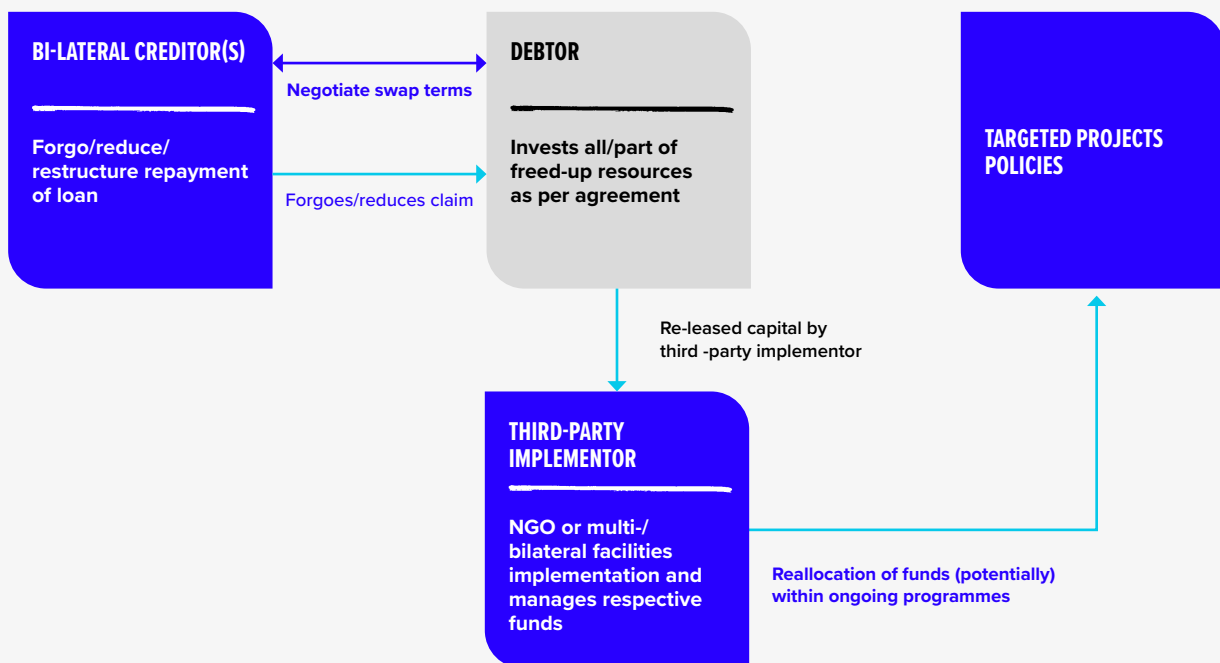 BI-LATERAL CREDITOR(S)
Forgo/reduce/
restructure repayment
of loan
Negotiate swap terms
Forgoes/reduces claim
DEBTOR
Invests all/part of
freed-up resources
as per agreement
TARGETED PROJECTS
POLICIES
Re-leased capital by
third -party implementor
THIRD-PARTY
IMPLEMENTOR
NGO or multi-/
bilateral facilities
implementation and
manages respective
funds
Reallocation of funds (potentially)
within ongoing programmes